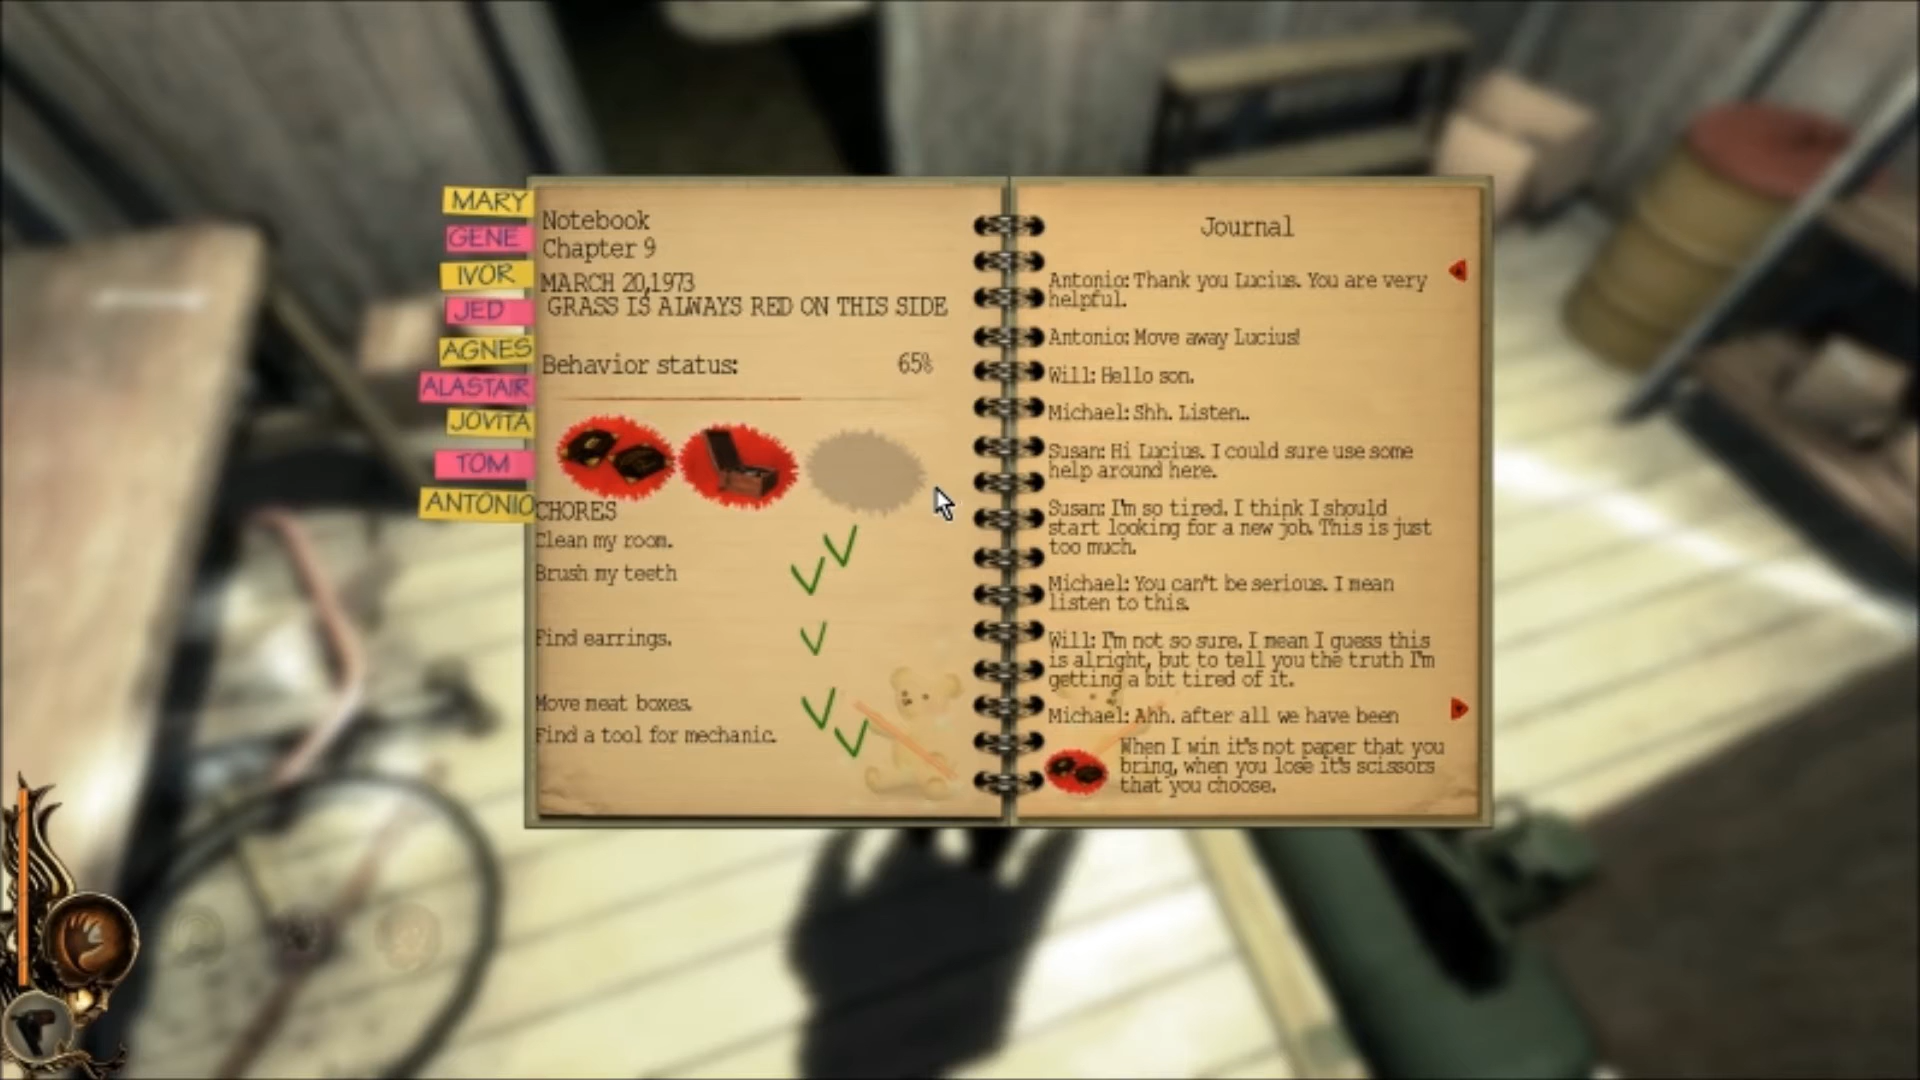 MARY
GENE
IVOR
JED
AGNES
ALASTAIR
JOVITA
TOM
ANTONIO
Notebook
Chapter 9
MARCH 20,1973
GRASS IS ALWAYS RED ON THIS SIDE
Behavior status: 65%
CHORES
Clean my room.
Brush my teeth
Find earrings.
Move meat boxes.
Find a tool for mechanic.
Journal
Antonio: Thank you Lucius. You are very
helpful.
Antonio: Move away Lucius!
Will: Hello son.
Michael: Shh. Listen..
Susan: Hi Lucius. I could sure use some
help around here.
Susan: I'm so tired. I think I should
start looking for a new job. This is just
too much.
Michael: You can't be serious. I mean
listen to this.
Will: I'm not so sure. I mean I guess this
is alright, but to tell you the truth I'm
getting a bit tired of it.
Michael: Ahh. after all we have been
When I win it's not paper that you
bring, when you lose it's scissors
that you choose.